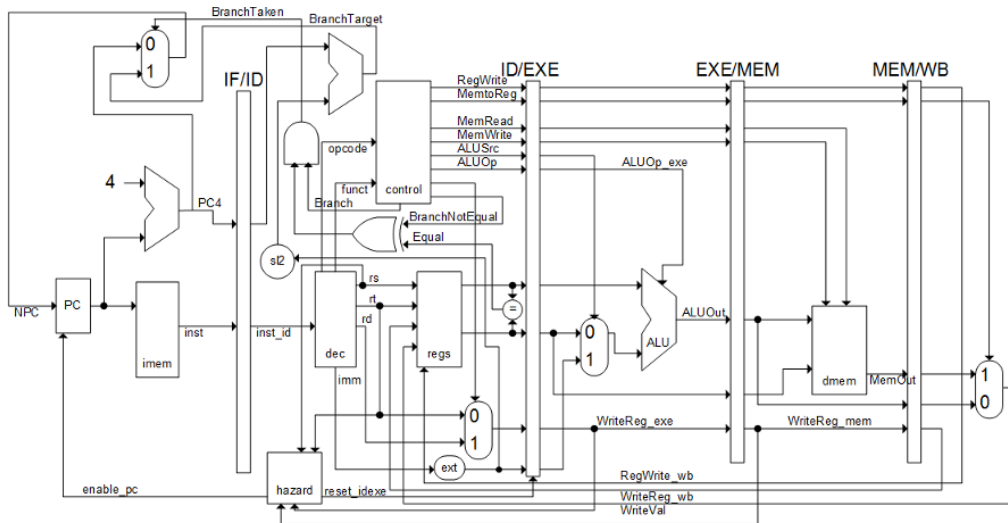 BranchTaken
BranchTarget
0
1
IF/ID
ID/EXE
EXE/MEM
MEM/WB
RegWrite
MemtoReg
MemRead
MemWrite
ALUSrc
ALUOp
ALUOp_exe
opcode
funct
control
Branch
BranchNotEqual
Equal
4
PC4
sl2
rs
rt
rd
=
PC
NPC
inst
inst_id
imem
dec
imm
regs
0
1
ALU
ALUOut
dmem
MemOut
1
0
0
1
WriteReg_exe
WriteReg_mem
ext
hazard
enable_pc
reset_idexe
RegWrite_wb
WriteReg_wb
WriteVal